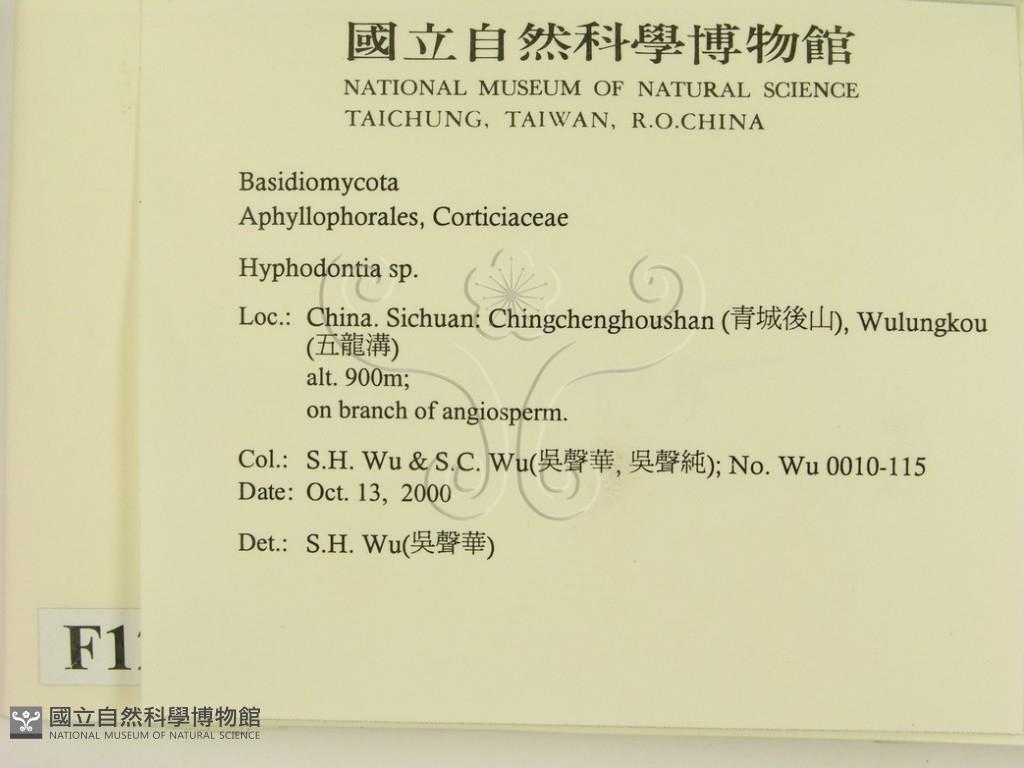 國立自然科學博物館
NATIONAL MUSEUM OF NATURAL SCIENCE
TAICHUNG, TAIWAN, R.O.CHINA
Basidiomycota
Aphyllophorales, Corticiaceae
Hyphodontia sp.
Loc.: China. Sichuan: Chingchenghoushan (青城後山), Wulungkou
(五龍溝)
alt. 900m;
on branch of angiosperm.
Col.: S.H. Wu & S.C. Wu(吳聲華, 吳聲純); No. Wu 0010-115
Date: Oct. 13, 2000
Det.: S.H. Wu(吳聲華)
國立自然科學博物館
NATIONAL MUSEUM OF NATURAL SCIENCE